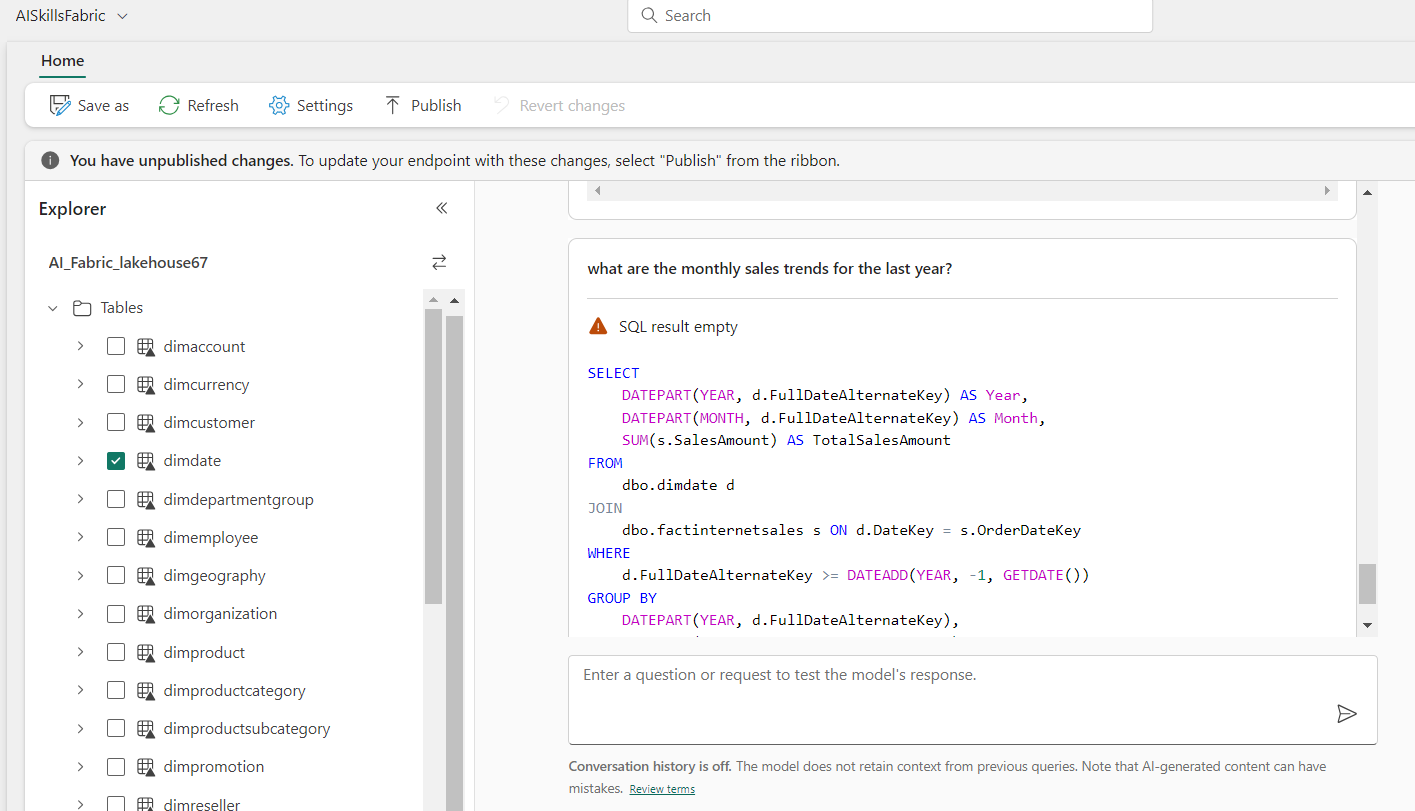 AISkillsFabric
Search
Home
Save as
Refresh
Settings
Publish
Revert changes
You have unpublished changes. To update your endpoint with these changes, select "Publish" from the ribbon.
Explorer
AI_Fabric_lakehouse67
Tables
dimaccount
dimcurrency
dimcustomer
dimdate
dimdepartmentgroup
dimemployee
dimgeography
dimorganization
dimproduct
dimproductcategory
dimproductsubcategory
dimpromotion
dimreseller
what are the monthly sales trends for the last year?
SQL result empty
SELECT
DATEPART(YEAR, d.FullDateAlternateKey) AS Year,
DATEPART(MONTH, d.FullDateAlternateKey) AS Month,
SUM(s.SalesAmount) AS TotalSalesAmount
FROM
dbo.dimdate d
JOIN
dbo.factinternetsales s ON d.DateKey = s.OrderDateKey
WHERE
d.FullDateAlternateKey >= DATEADD(YEAR, -1, GETDATE())
GROUP BY
DATEPART(YEAR, d.FullDateAlternateKey),
Enter a question or request to test the model's response.
Conversation history is off. The model does not retain context from previous queries. Note that AI-generated content can have
mistakes. Review terms